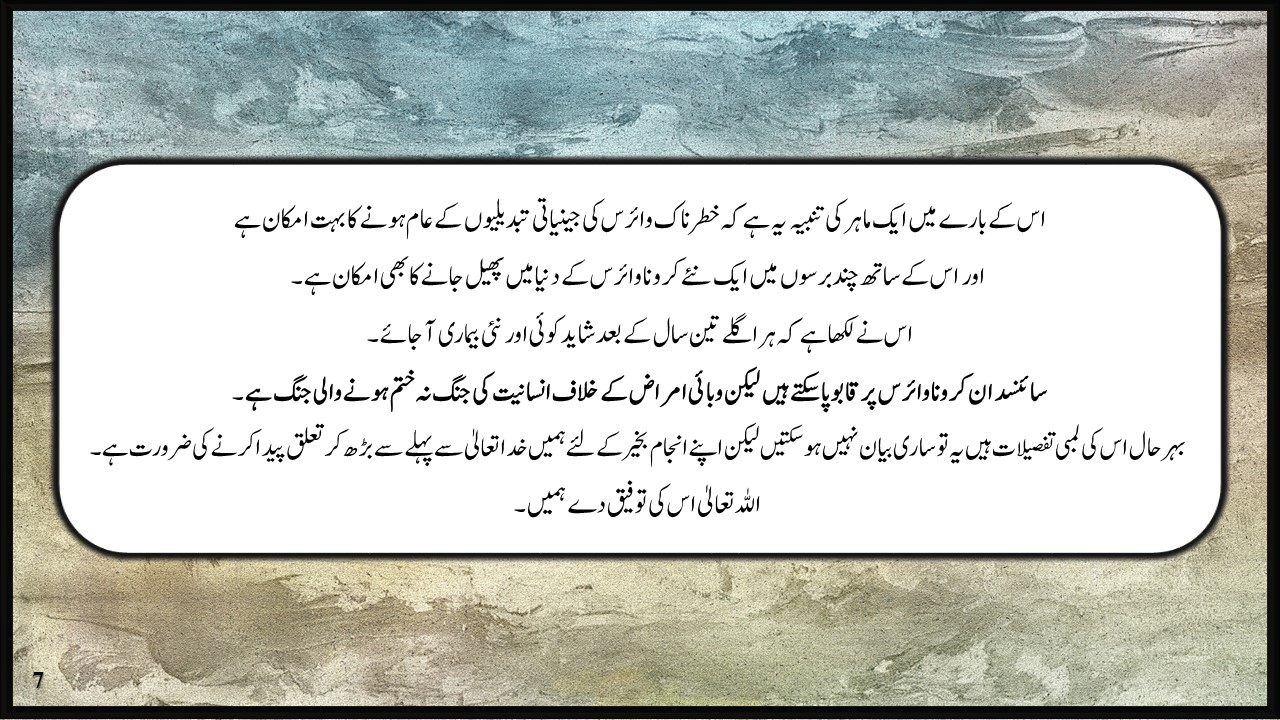 اس کے بارے میں ایک ماہر کی تنبیہ یہ ہے کہ خطرناک وائرس کی جینیاتی تبدیلیوں کے عام ہونے کا بہت امکان ہے
اور اس کے ساتھ چند برسوں میں ایک نئے کرونا وائرس کے دنیا میں پھیل جانے کا بھی امکان ہے۔
اس نے لکھا ہے کہ ہر اگلے تین سال کے بعد شاید کوئی اور نئی بیماری آ جائے۔
سائنسدان کرونا وائرس پر قابو پا سکتے ہیں لیکن وبائی امراض کے خلاف انسانیت کی جنگ نہ ختم ہونے والی جنگ ہے۔
بہر حال اس کی لمبی تفصیلات ہیں یہ تو ساری بیان نہیں ہو سکتیں لیکن اپنے انجام بخیر کے لئے ہمیں خدا تعالیٰ سے پہلے سے بڑھ کر تعلق پیدا کرنے کی ضرورت ہے۔
اللہ تعالیٰ اس کی توفیق دے ہمیں۔
7